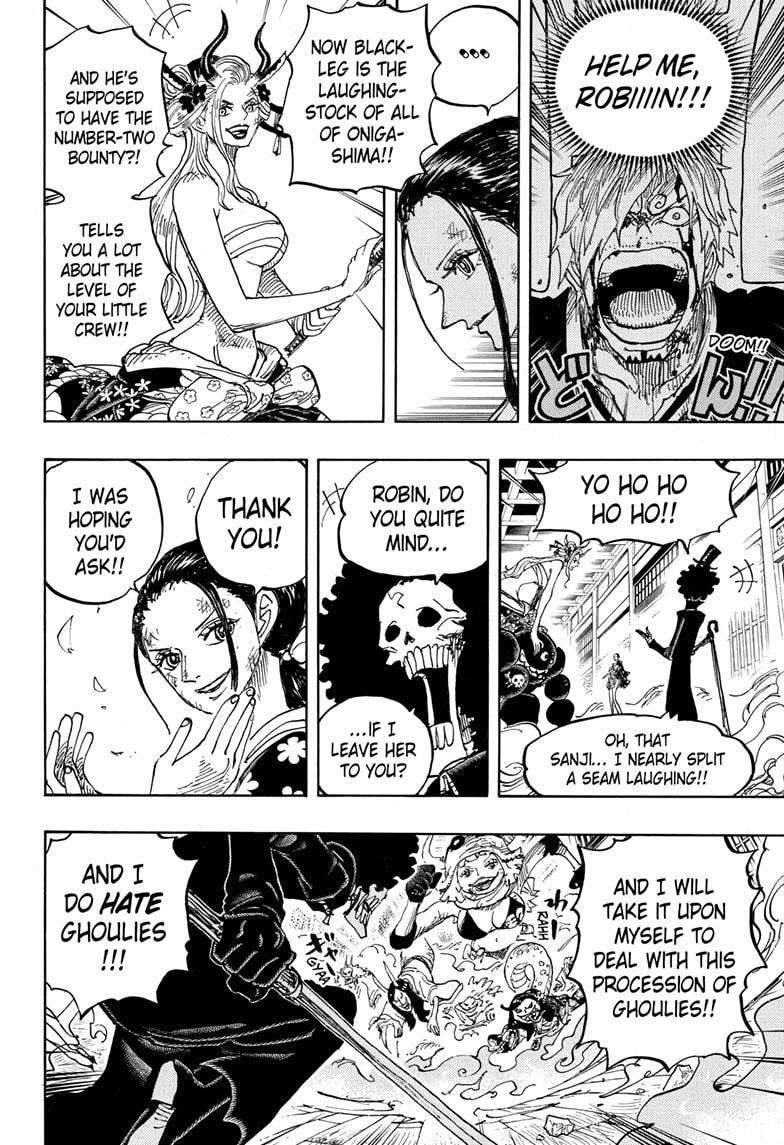 HELP ME,
ROBIIIIN!!!
DOOM!!
ど
ん!!
...
NOW BLACK-
LEG IS THE
LAUGHING-
STOCK OF ALL
OF ONIGA-
SHIMA!!
AND HE'S
SUPPOSED
TO HAVE THE
NUMBER-TWO
BOUNTY?!
TELLS
YOU A LOT
ABOUT THE
LEVEL OF
YOUR LITTLE
CREW!!
YO HO HO
HO HO!!
OH, THAT
SANJI... I NEARLY SPLIT
A SEAM LAUGHING!!
ROBIN, DO
YOU QUITE
MIND...
...IF I
LEAVE HER
TO YOU?
THANK
YOU!
I WAS
HOPING
YOU'D
ASK!!
AND I WILL
TAKE IT UPON
MYSELF TO
DEAL WITH THIS
PROCESSION OF
GHOULIES!!
RAHH
GYAA
AND I
DO HATE
GHOULIES
!!!